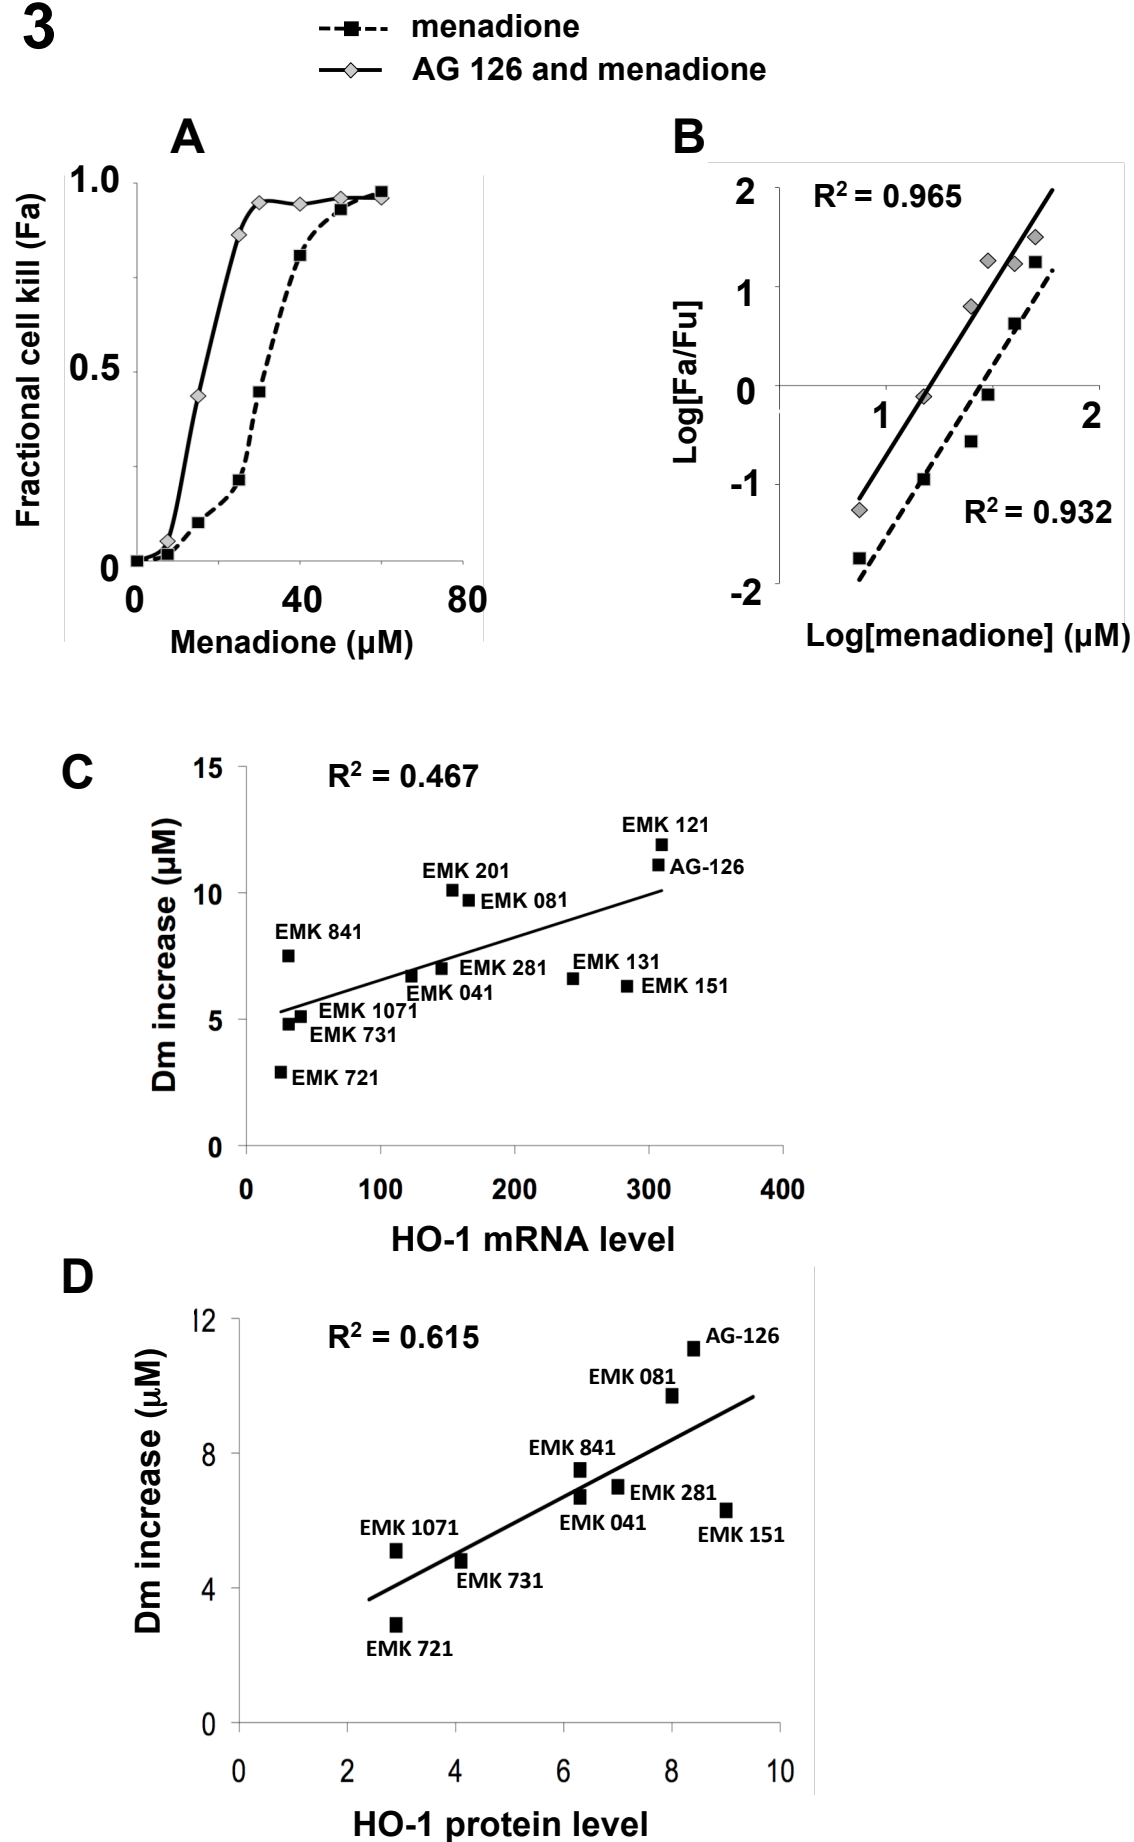 3
menadione
AG 126 and menadione
A
Fractional cell kill (Fa)
1.0
0.5
0
0 40 80
Menadione (µM)
B
Log[Fa/Fu]
2
1
0
-1
-2
1 2
R² = 0.965
R² = 0.932
Log[menadione] (µM)
C
Dm increase (µM)
15
10
5
0
R² = 0.467
EMK 121
AG-126
EMK 201
EMK 081
EMK 841
EMK 281
EMK 131
EMK 041
EMK 151
EMK 1071
EMK 731
EMK 721
0 100 200 300 400
HO-1 mRNA level
D
Dm increase (µM)
12
8
4
0
R² = 0.615
AG-126
EMK 081
EMK 841
EMK 281
EMK 041
EMK 151
EMK 1071
EMK 731
EMK 721
0 2 4 6 8 10
HO-1 protein level